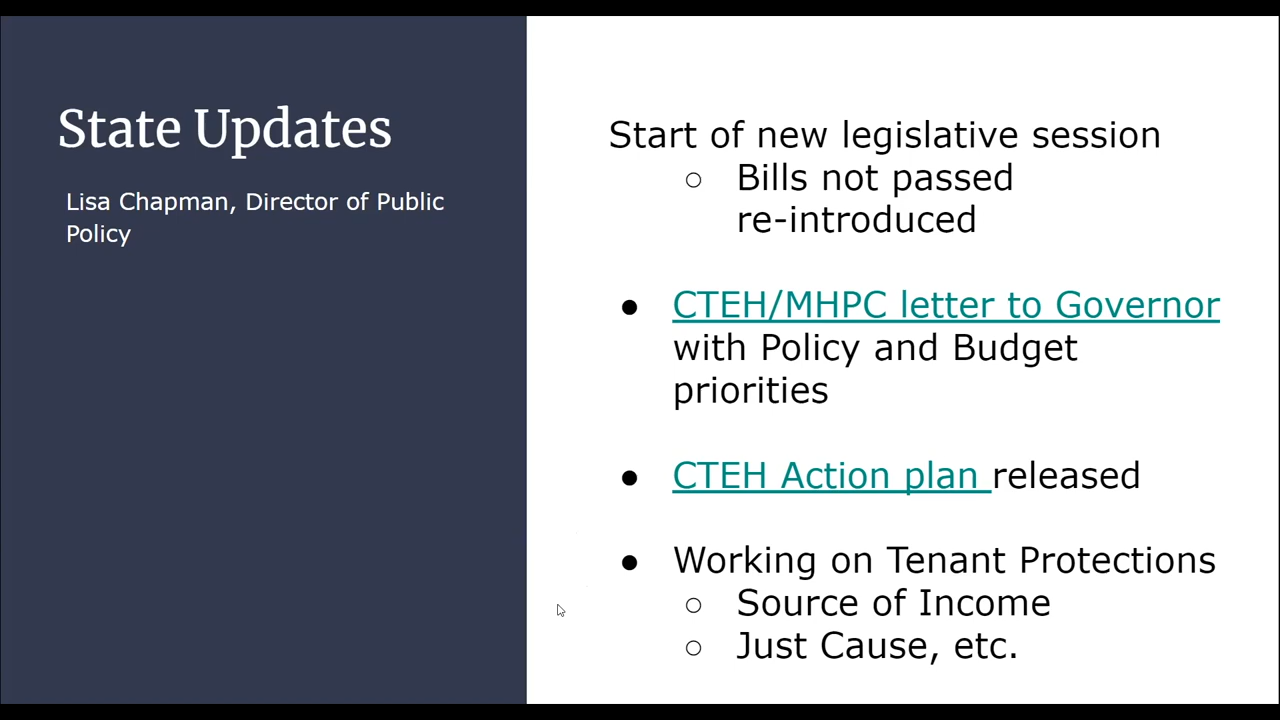 State Updates
Lisa Chapman, Director of Public
Policy
Start of new legislative session
○ Bills not passed
re-introduced
● CTEH/MHPC letter to Governor
with Policy and Budget
priorities
● CTEH Action plan released
● Working on Tenant Protections
○ Source of Income
○ Just Cause, etc.